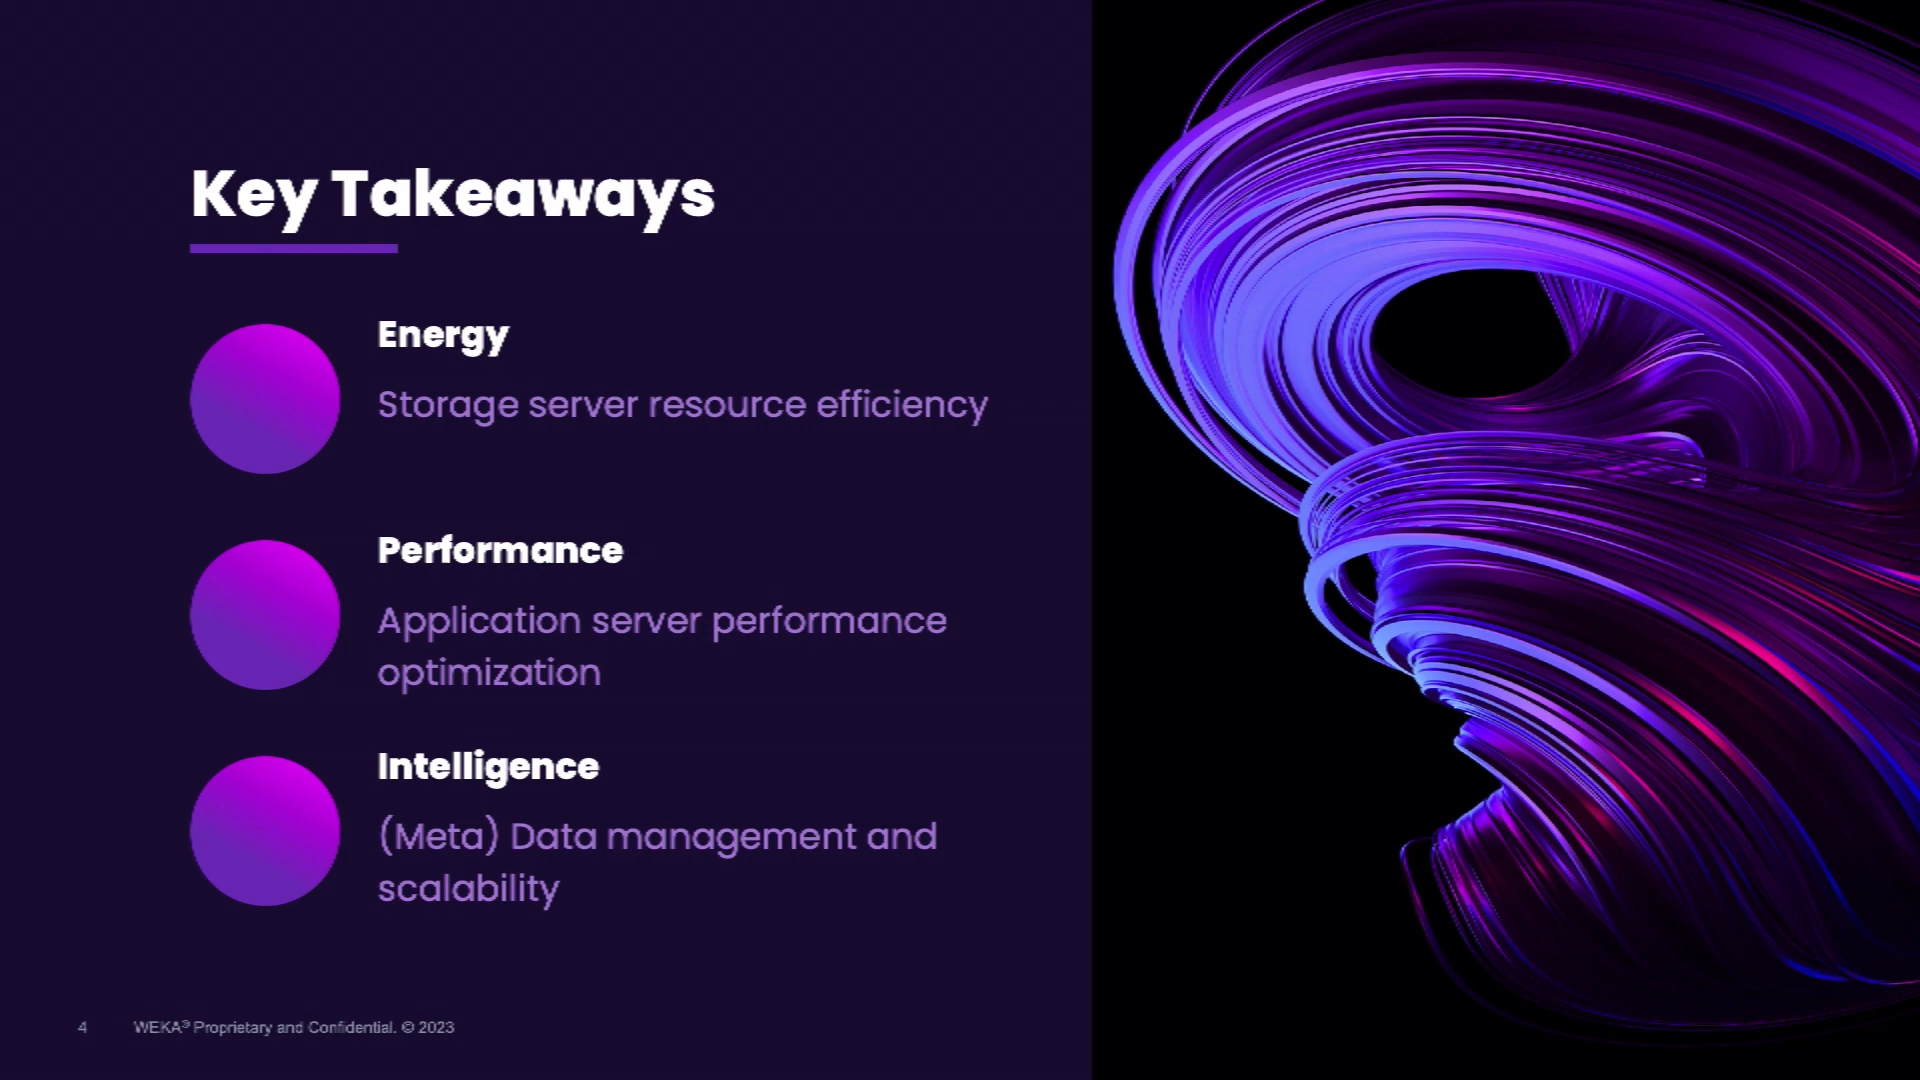 Key Takeaways
Energy
Storage server resource efficiency
Performance
Application server performance
optimization
Intelligence
(Meta) Data management and
scalability
4 WEKA® Proprietary and Confidential. © 2023